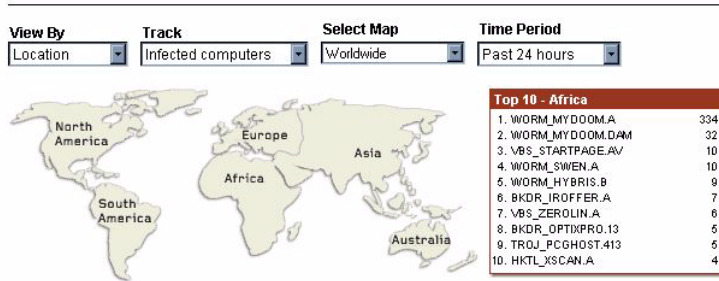 View By Track Select Map Time Period
Location Infected computers Worldwide Past 24 hours
North
America
Europe
Asia
Africa
South
America
Australia
Top 10 - Africa
1. WORM_MYDOOM.A 334
2. WORM_MYDOOM.DAM 32
3. VBS_STARTPAGE.AV 10
4. WORM_SWEN.A 10
5. WORM_HYBRIS.B 9
6. BKDR_IROFFER.A 7
7. VBS_ZEROLIN.A 6
8. BKDR_OPTIXPRO.13 5
9. TROJ_PCGHOST.413 5
10. HKTL_XSCAN.A 4